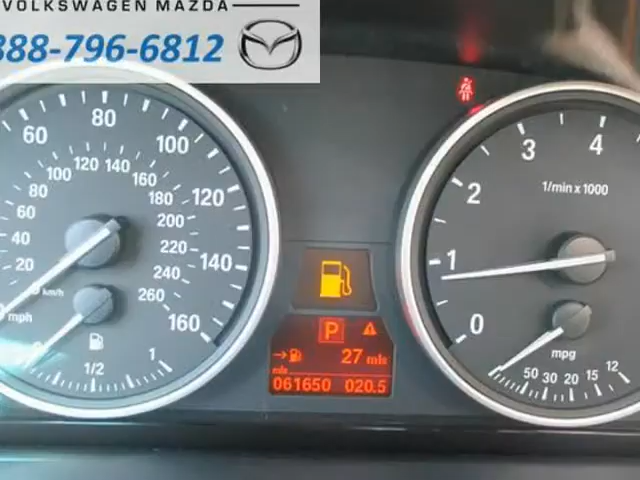 VOLKSWAGEN MAZDA
888-796-6812
60 80 100 120 140 160
20 40 60 80 100 120 140 160 180 200 220 240 260
km/h
mph
1/2 1
P
27 mls
mls
061650 020.5
0 1 2 3 4
1/min x 1000
mpg
50 30 20 15 12